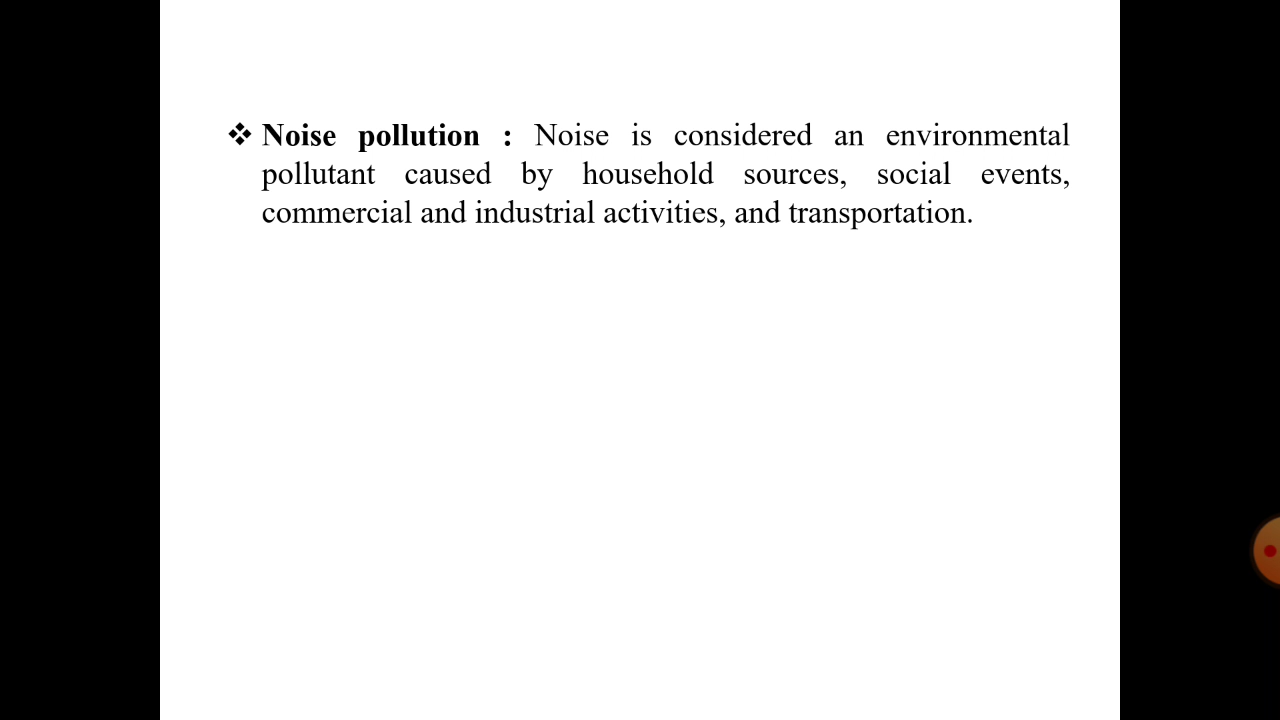 ❖ Noise pollution : Noise is considered an environmental
pollutant caused by household sources, social events,
commercial and industrial activities, and transportation.